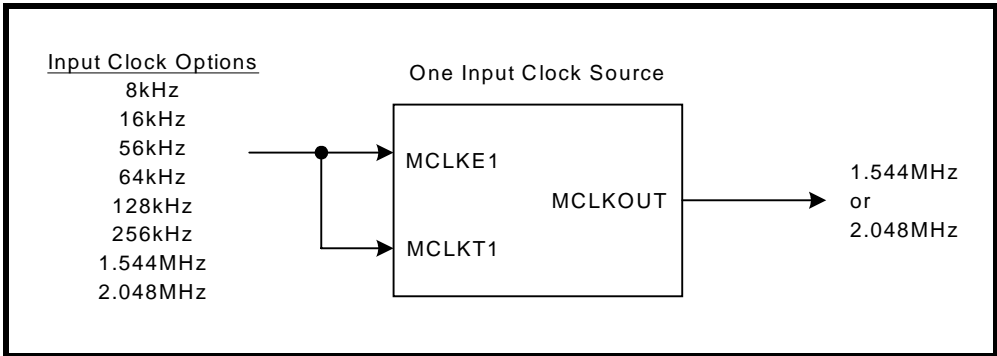 Input Clock Options
8kHz
16kHz
56kHz
64kHz
128kHz
256kHz
1.544MHz
2.048MHz
One Input Clock Source
MCLKE1
MCLKT1
MCLKOUT
1.544MHz
or
2.048MHz